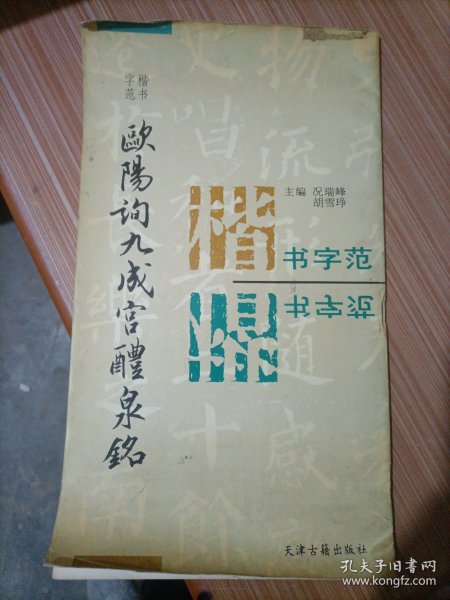 楷书
字范
歐陽詢九成宮醴泉銘
主编 况瑞峰
胡雪琤
楷
书字范
书字范
天津古籍出版社
孔夫子旧书网
www.kongfz.com